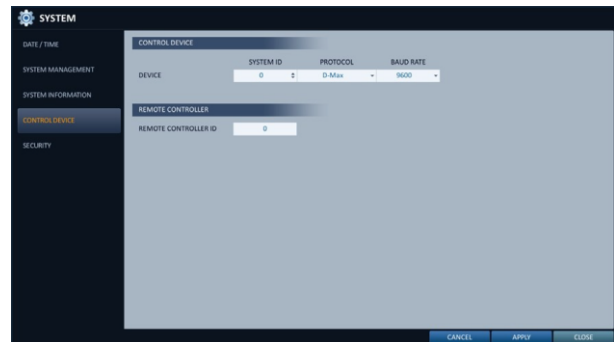 SYSTEM
DATE / TIME
SYSTEM MANAGEMENT
SYSTEM INFORMATION
CONTROL DEVICE
SECURITY
CONTROL DEVICE
SYSTEM ID PROTOCOL BAUD RATE
DEVICE 0 D-Max 9600
REMOTE CONTROLLER
REMOTE CONTROLLER ID 0
CANCEL APPLY CLOSE